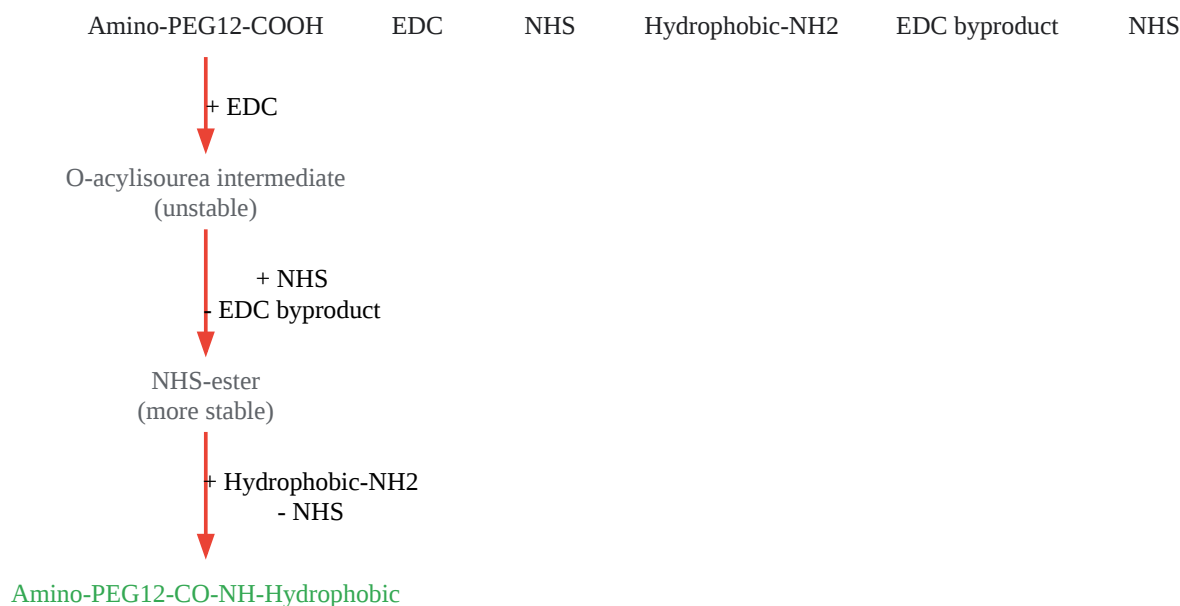 Amino-PEG12-COOH EDC NHS Hydrophobic-NH2 EDC byproduct NHS
+ EDC
O-acylisourea intermediate
(unstable)
+ NHS
- EDC byproduct
NHS-ester
(more stable)
+ Hydrophobic-NH2
- NHS
Amino-PEG12-CO-NH-Hydrophobic